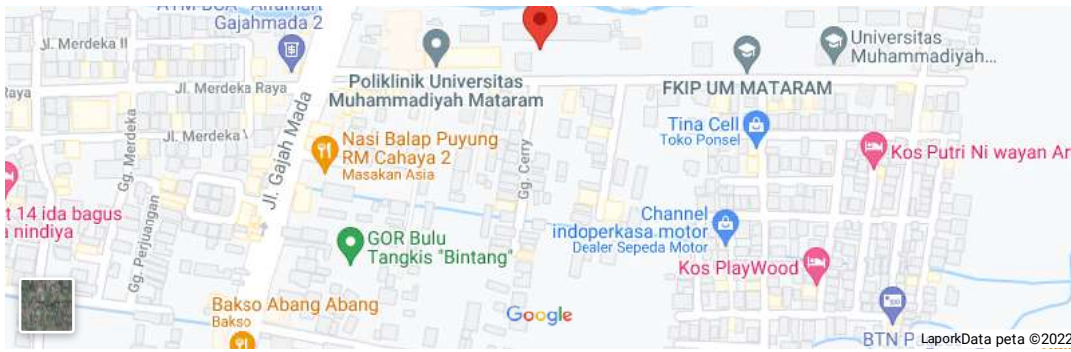 Gajahmada 2
Jl. Merdeka II
Universitas
Muhammadiyah...
Poliklinik Universitas
Muhammadiyah Mataram
Raya
Jl. Merdeka Raya
FKIP UM MATARAM
Jl. Gajah Mada
Tina Cell
Toko Ponsel
Jl. Merdeka
Gg. Merdeka
Nasi Balap Puyung
RM Cahaya 2
Masakan Asia
Gg. Cerry
Kos Putri Ni wayan Ar
t 14 ida bagus
nindiya
Gg. Perjuangan
Channel
indoperkasa motor
Dealer Sepeda Motor
GOR Bulu
Tangkis "Bintang"
Kos PlayWood
Bakso Abang Abang
Bakso
Google
BTN
LaporkData peta ©2022